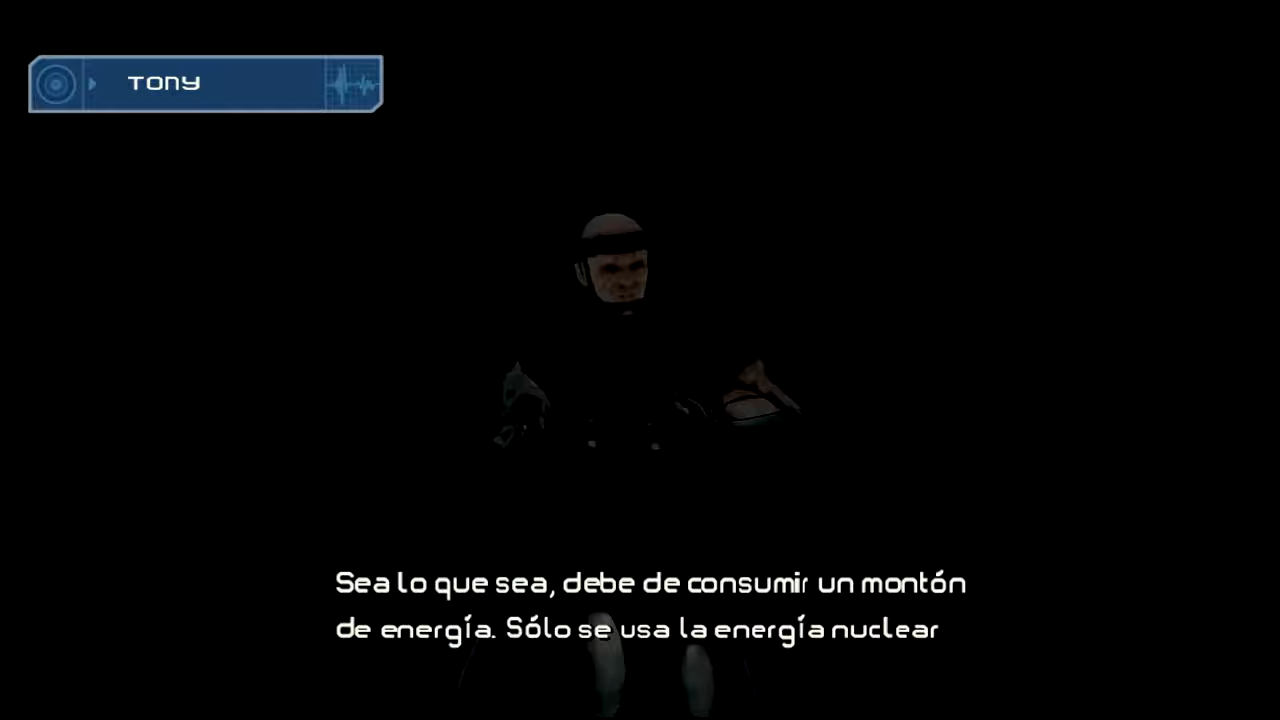 TONY
Sea lo que sea, debe de consumir un montón
de energía. Sólo se usa la energía nuclear